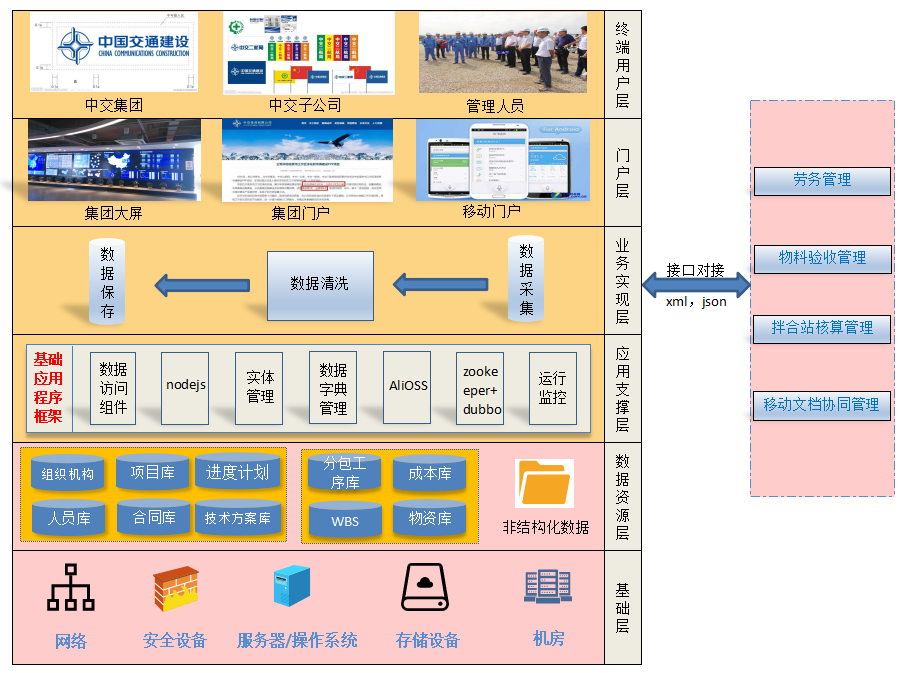 中国交通建设
CHINA COMMUNICATIONS CONSTRUCTION
中交集团
中交二航局
中交子公司
管理人员
终端用户层
集团大屏
集团门户
For Android
移动门户
门户层
数据保存
数据清洗
数据采集
业务实现层
接口对接
xml，json
劳务管理
物料验收管理
拌合站核算管理
移动文档协同管理
基础
应用
程序
框架
数据
访问
组件
nodejs
实体
管理
数据
字典
管理
AliOSS
zooke
eper+
dubbo
运行
监控
应用支撑层
组织机构
项目库
进度计划
人员库
合同库
技术方案库
分包工
序库
成本库
WBS
物资库
非结构化数据
数据资源层
网络
安全设备
服务器/操作系统
存储设备
机房
基础层